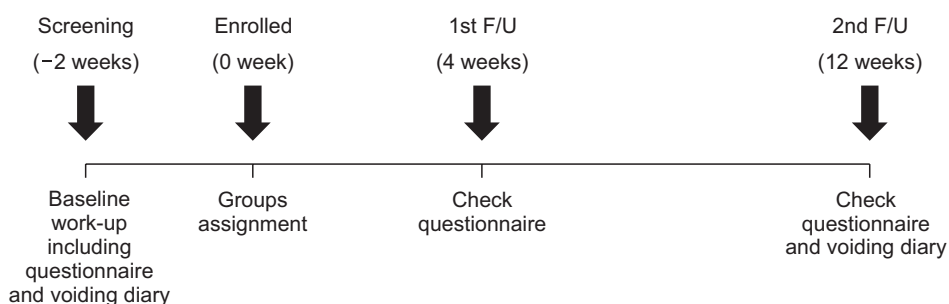 Screening
(−2 weeks)
Enrolled
(0 week)
1st F/U
(4 weeks)
2nd F/U
(12 weeks)
Baseline
work-up
including
questionnaire
and voiding diary
Groups
assignment
Check
questionnaire
Check
questionnaire
and voiding diary